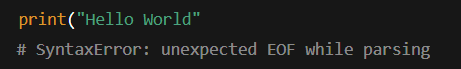 print("Hello World"
# SyntaxError: unexpected EOF while parsing